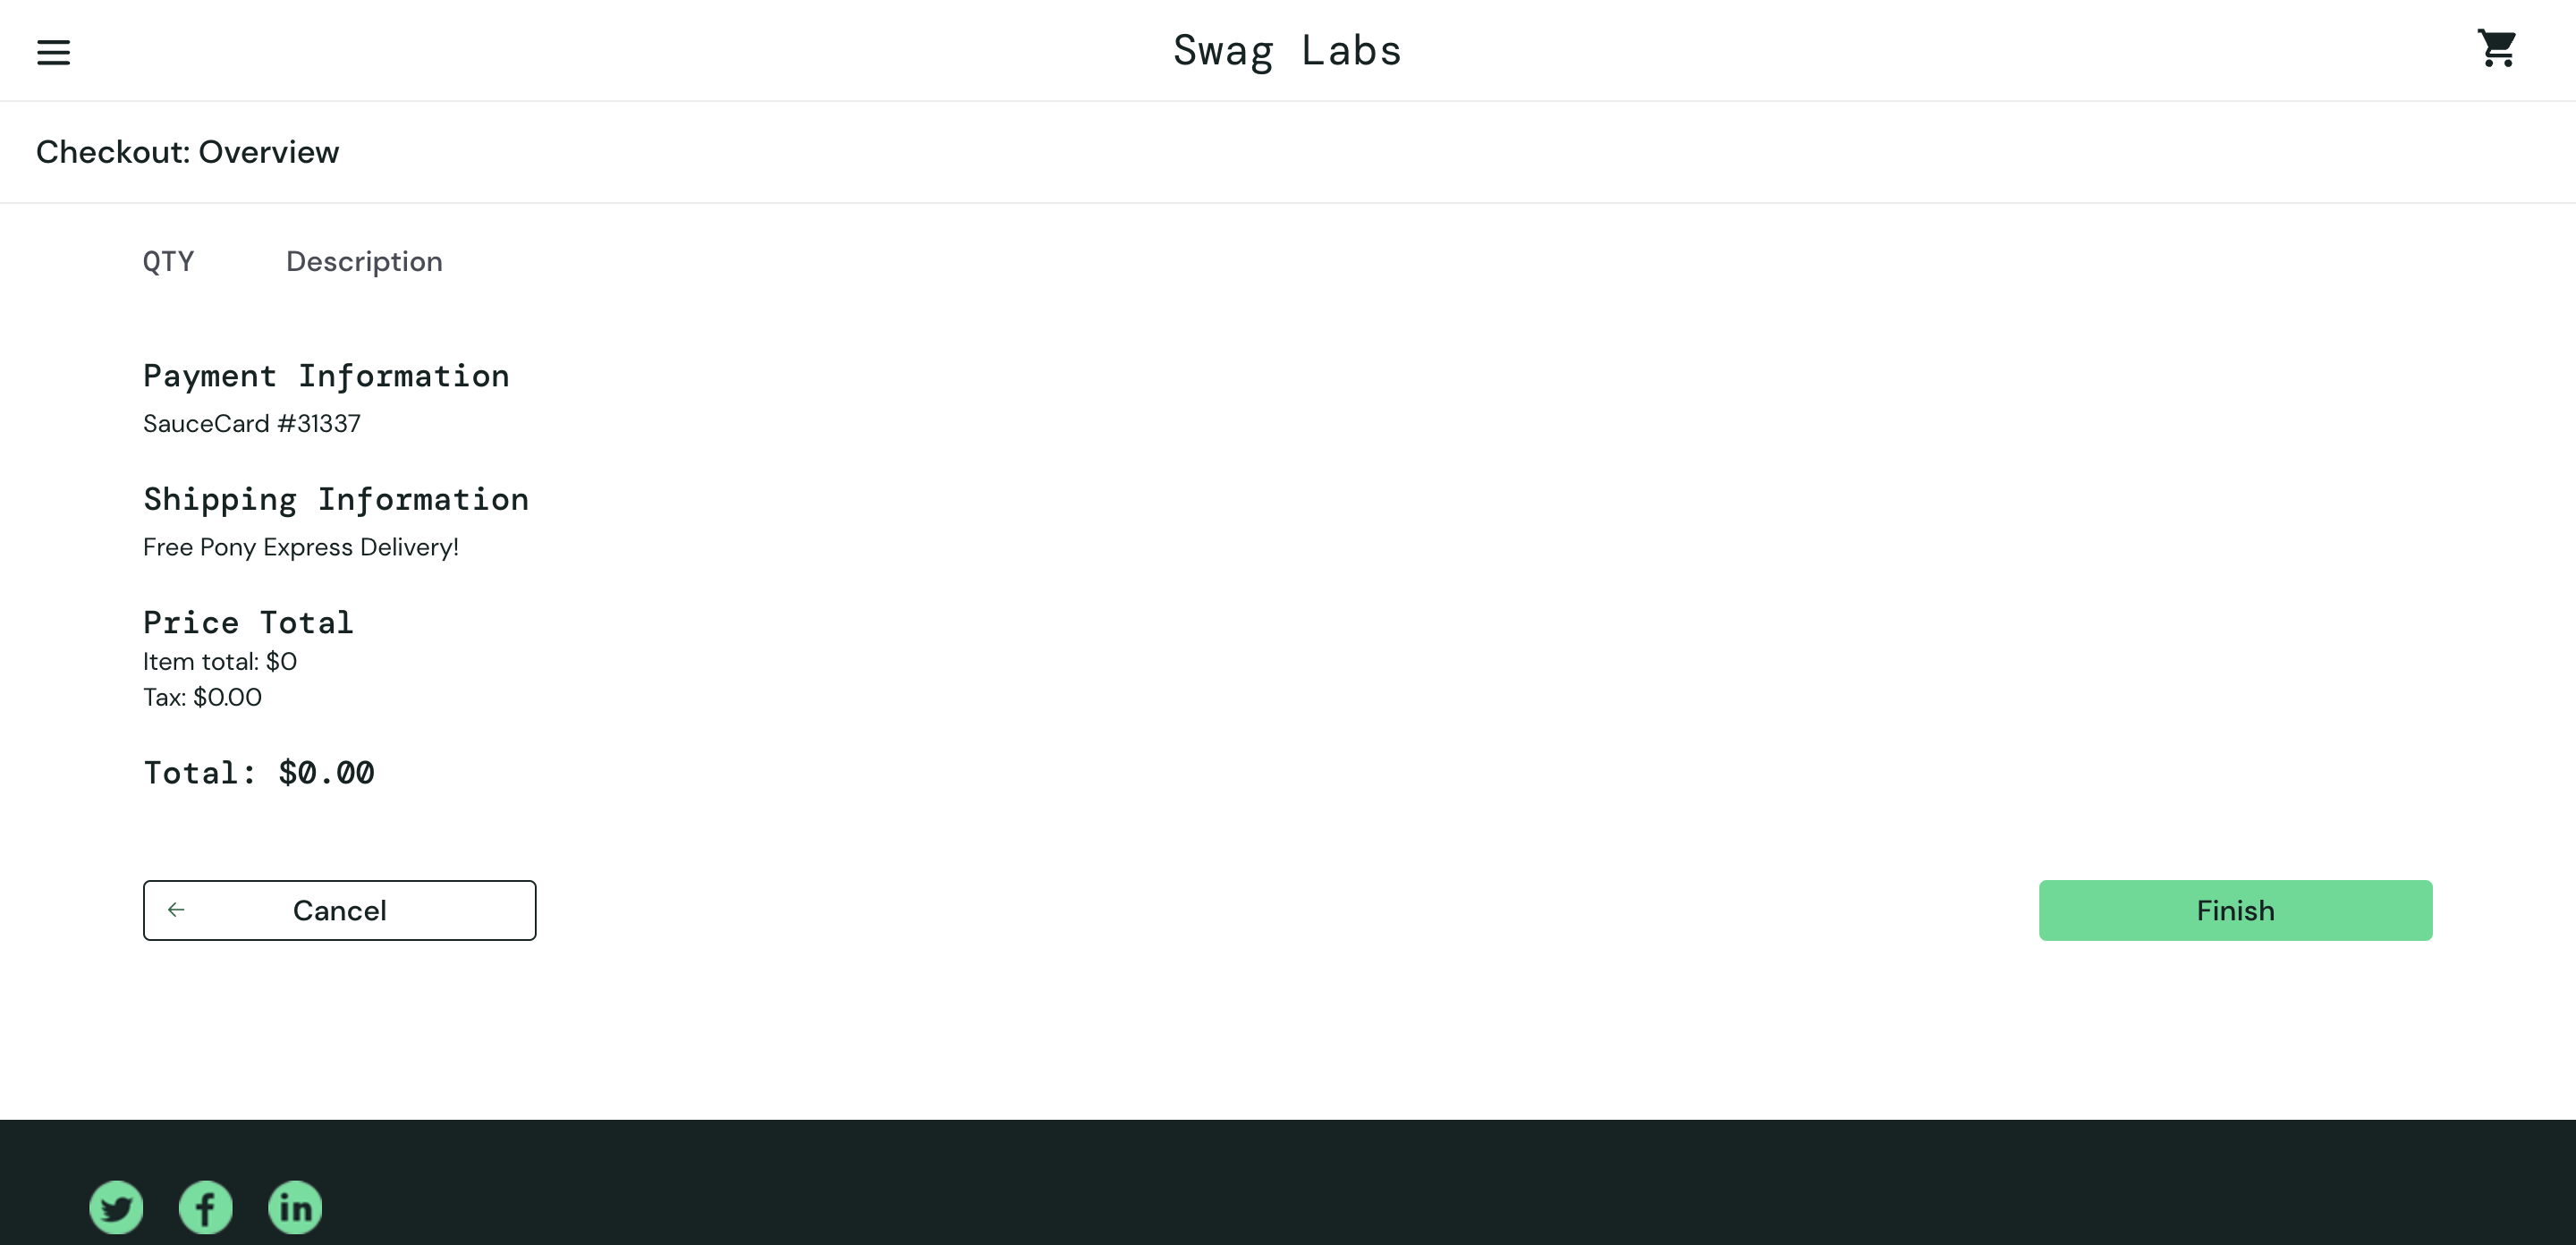 Swag Labs
Checkout: Overview
QTY Description
Payment Information
SauceCard #31337
Shipping Information
Free Pony Express Delivery!
Price Total
Item total: $0
Tax: $0.00
Total: $0.00
Cancel
Finish